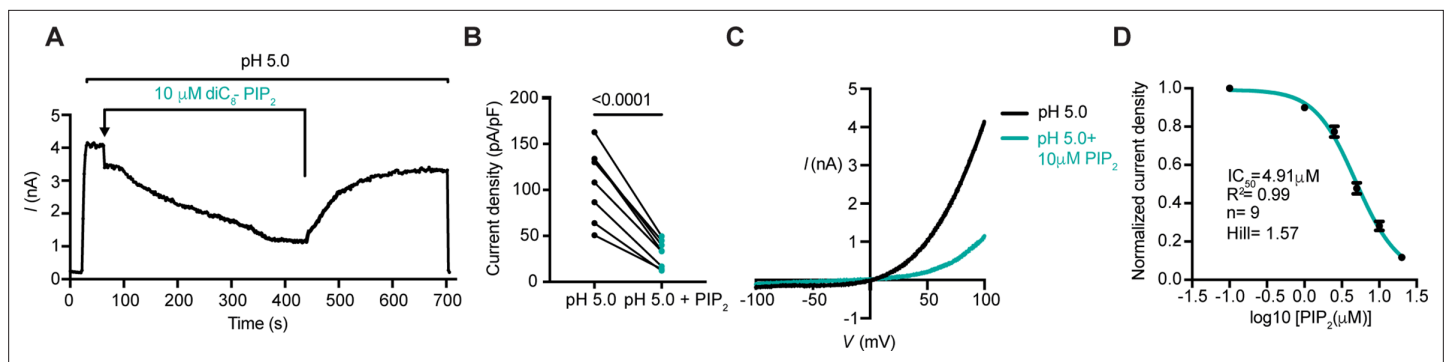 A
pH 5.0
10 μM diC8- PIP2
5
4
3
2
1
0
I (nA)
0 100 200 300 400 500 600 700
Time (s)
B
<0.0001
200
150
100
50
0
Current density (pA/pF)
pH 5.0 pH 5.0 + PIP2
C
5
4
3
2
1
-1
I (nA)
-100 -50 50 100
V (mV)
pH 5.0
pH 5.0+
10μM PIP2
D
1.0
0.8
0.6
0.4
0.2
0.0
Normalized current density
IC50=4.91μM
R2= 0.99
n= 9
Hill= 1.57
-1.5 -1.0 -0.5 0.0 0.5 1.0 1.5
log10 [PIP2(μM)]